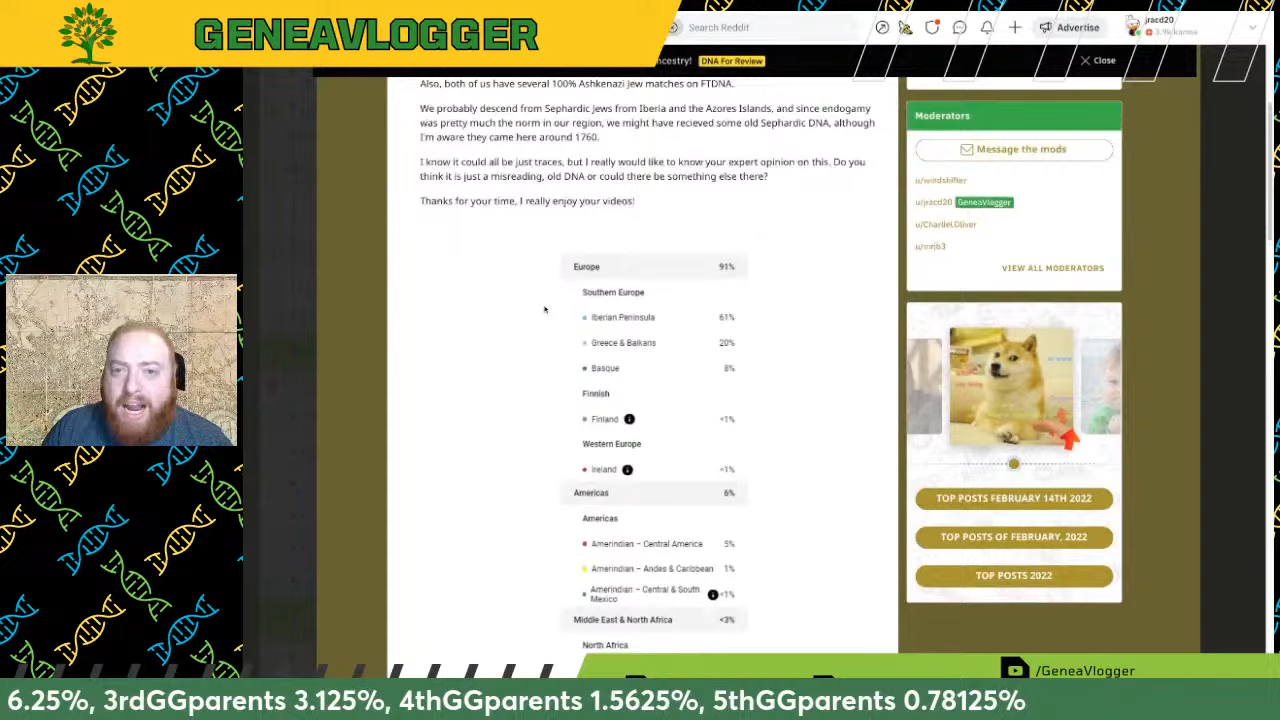 GENEAVLOGGER
Search Reddit
Advertise
jracd20
3.9k karma
ncestry! DNA For Review
Close
Also, both of us have several 100% Ashkenazi Jew matches on FTDNA.
We probably descend from Sephardic Jews from Iberia and the Azores Islands, and since endogamy
was pretty much the norm in our region, we might have recieved some old Sephardic DNA, although
I'm aware they came here around 1760.
I know it could all be just traces, but I really would like to know your expert opinion on this. Do you
think it is just a misreading, old DNA or could there be something else there?
Thanks for your time, I really enjoy your videos!
Europe 91%
Southern Europe
Iberian Peninsula 61%
Greece & Balkans 20%
Basque 8%
Finnish
Finland <1%
Western Europe
Ireland <1%
Americas 6%
Americas
Amerindian – Central America 5%
Amerindian – Andes & Caribbean 1%
Amerindian – Central & South
Mexico <1%
Middle East & North Africa <3%
North Africa
Moderators
Message the mods
u/windshifter
u/jracd20 GeneaVlogger
u/CharlieLOliver
u/mrjb3
VIEW ALL MODERATORS
TOP POSTS FEBRUARY 14TH 2022
TOP POSTS OF FEBRUARY, 2022
TOP POSTS 2022
/GeneaVlogger
6.25%, 3rdGGparents 3.125%, 4thGGparents 1.5625%, 5thGGparents 0.78125%